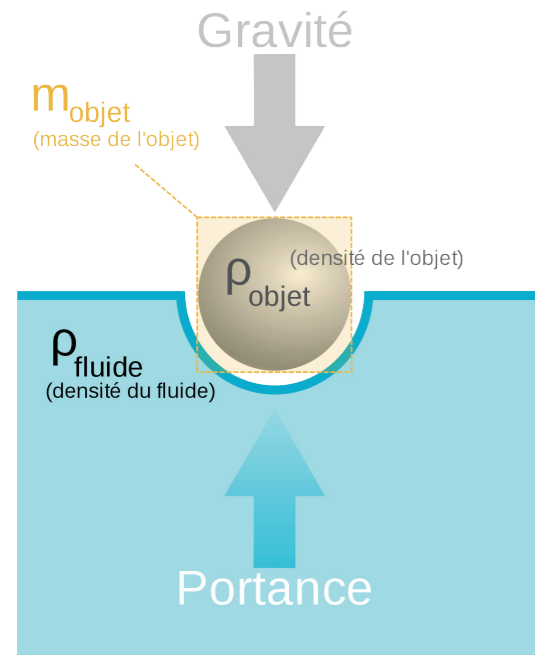 Gravité
mobjet
(masse de l'objet)
(densité de l'objet)
ρobjet
ρfluide
(densité du fluide)
Portance